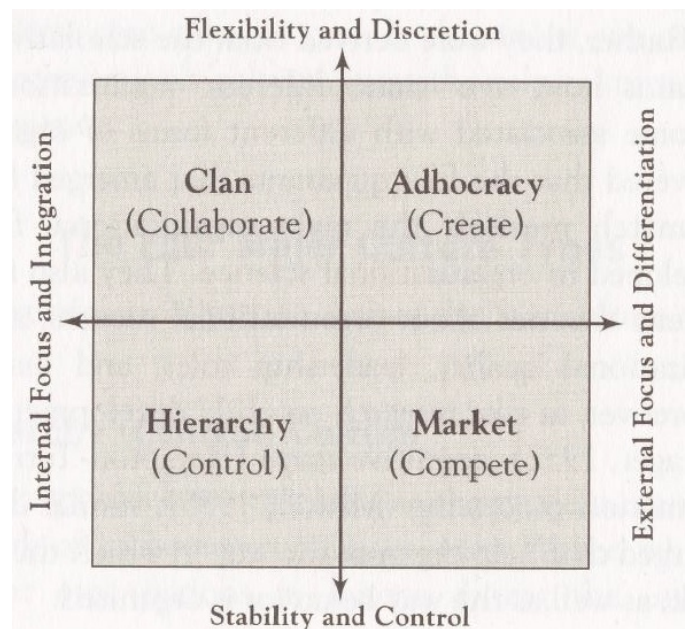 Flexibility and Discretion
Internal Focus and Integration
Clan
(Collaborate)
Adhocracy
(Create)
External Focus and Differentiation
Hierarchy
(Control)
Market
(Compete)
Stability and Control